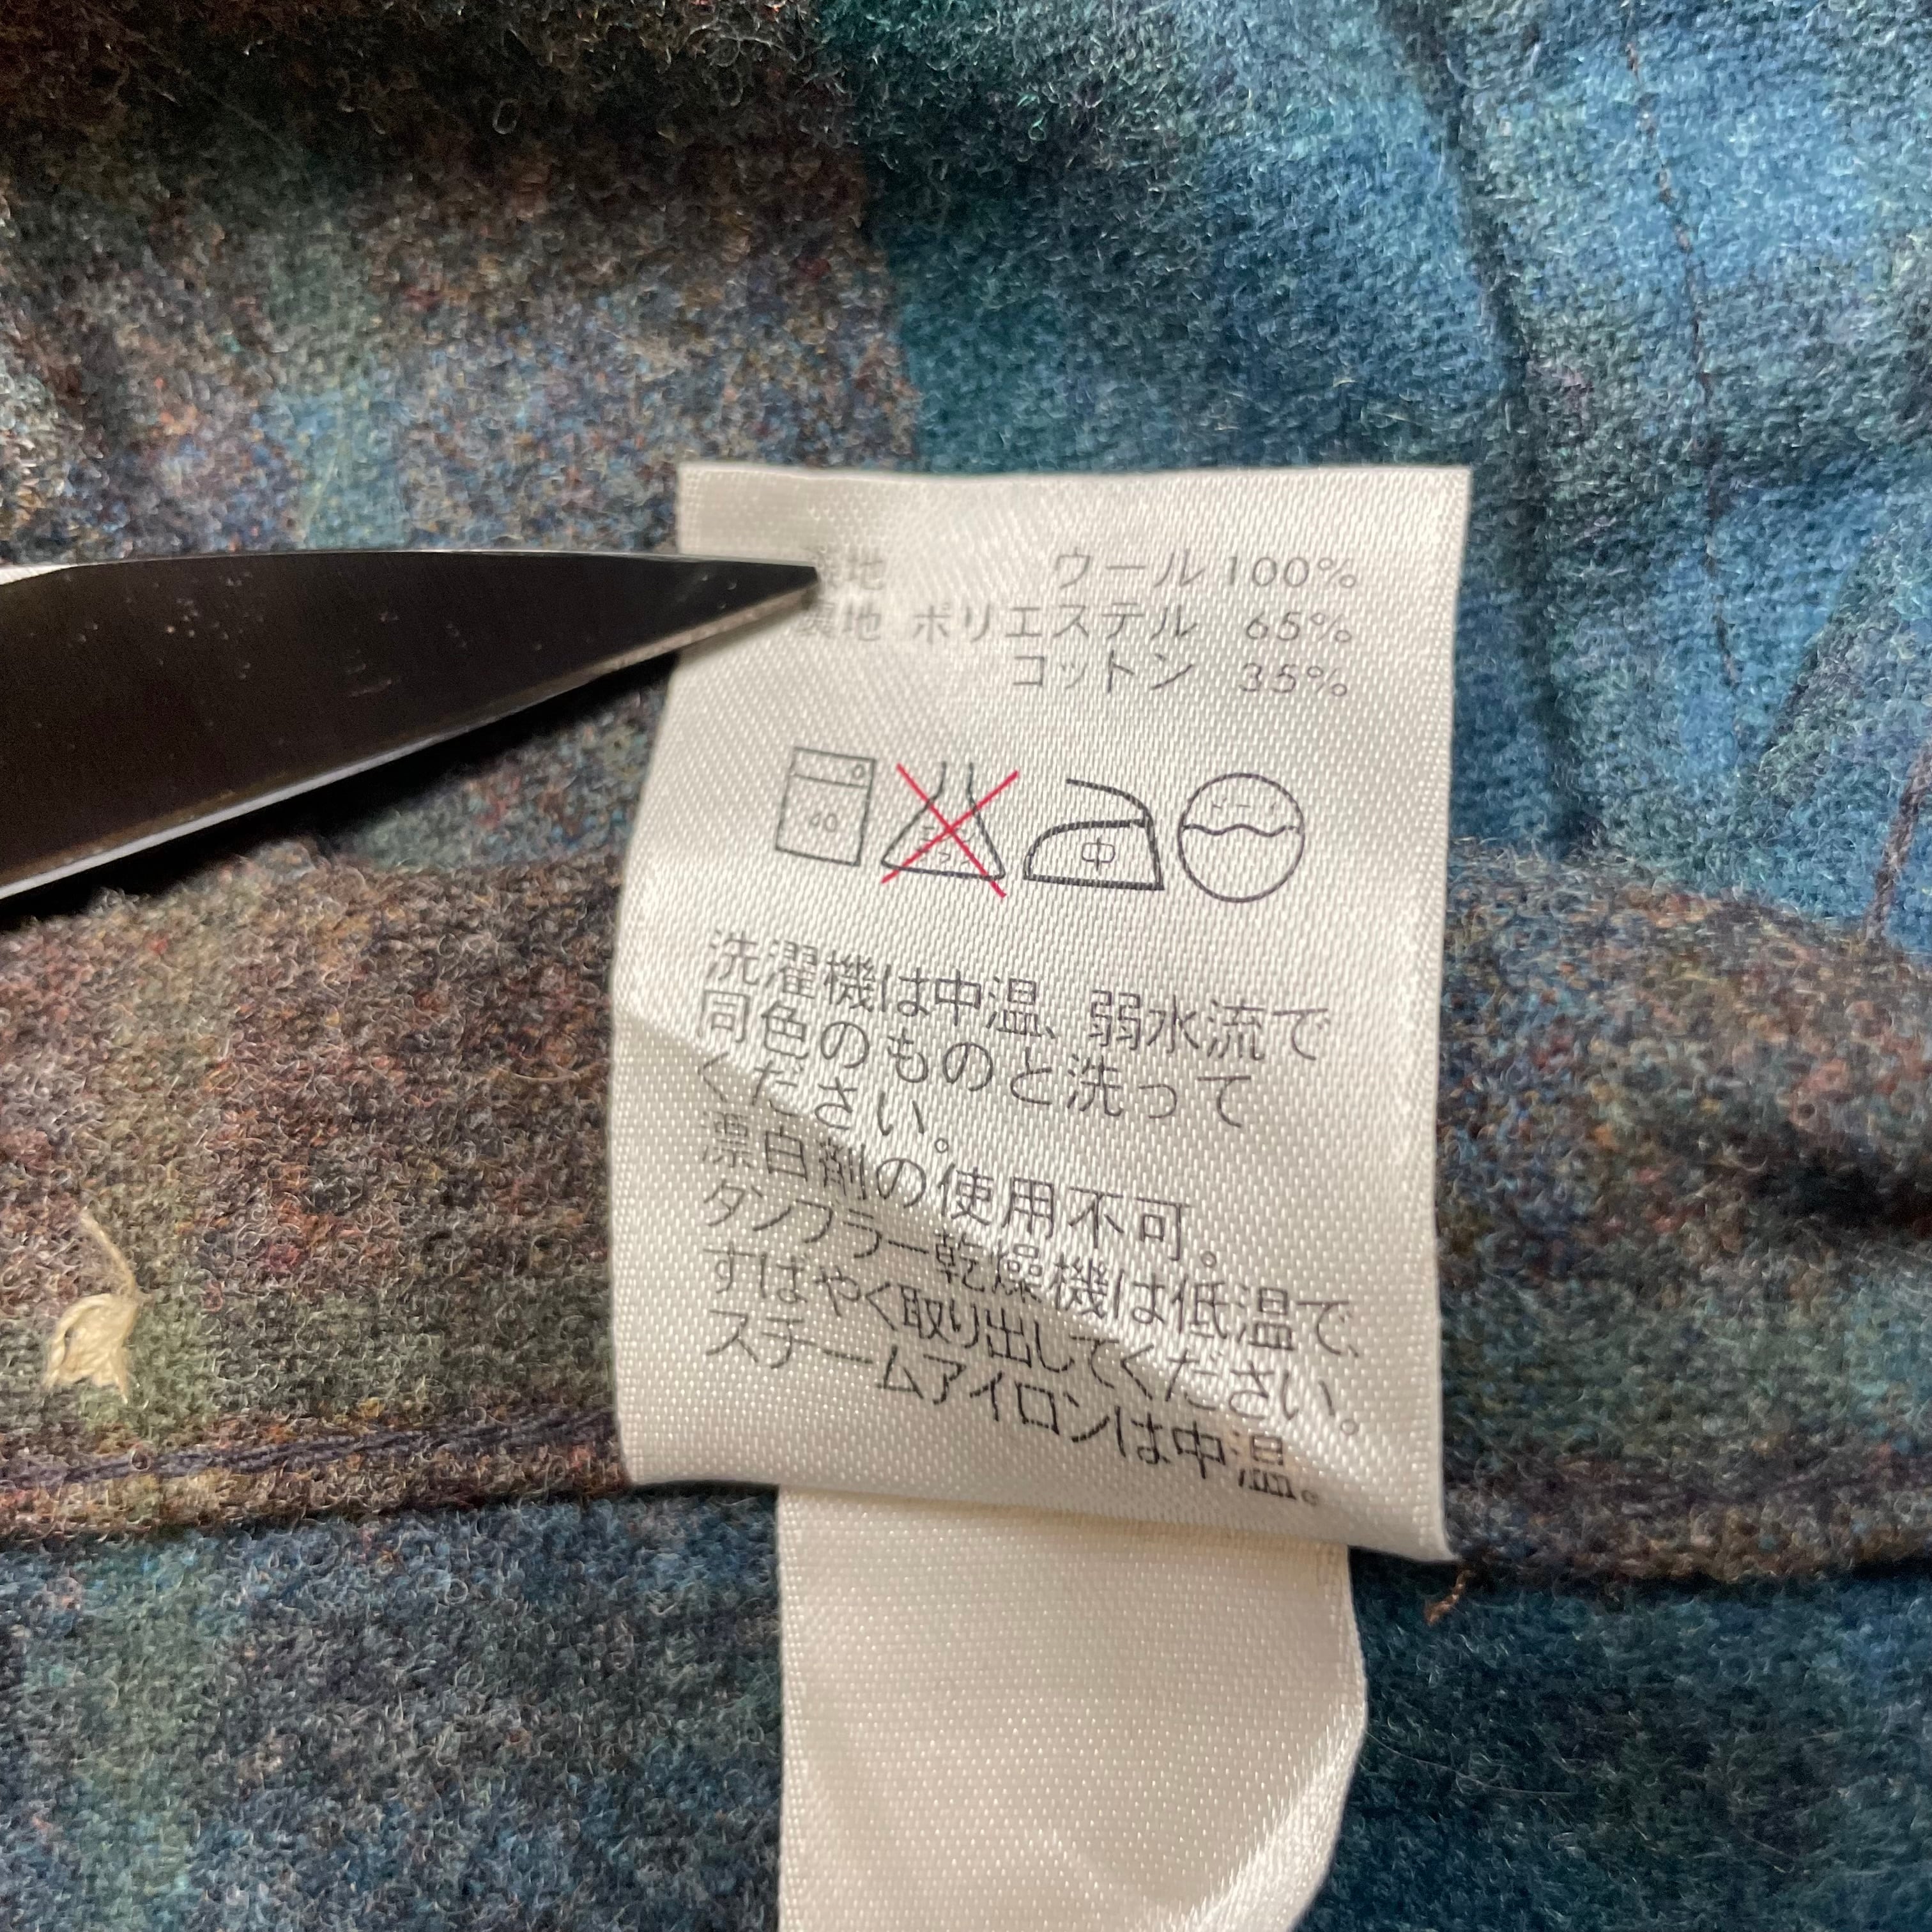 地 ウール 100%
裏地 ポリエステル 65%
コットン 35%
40
中
洗濯機は中温、弱水流で
同色のものと洗って
ください。
漂白剤の使用不可。
タンブラー乾燥機は低温で、
すばやく取り出してください。
スチームアイロンは中温。